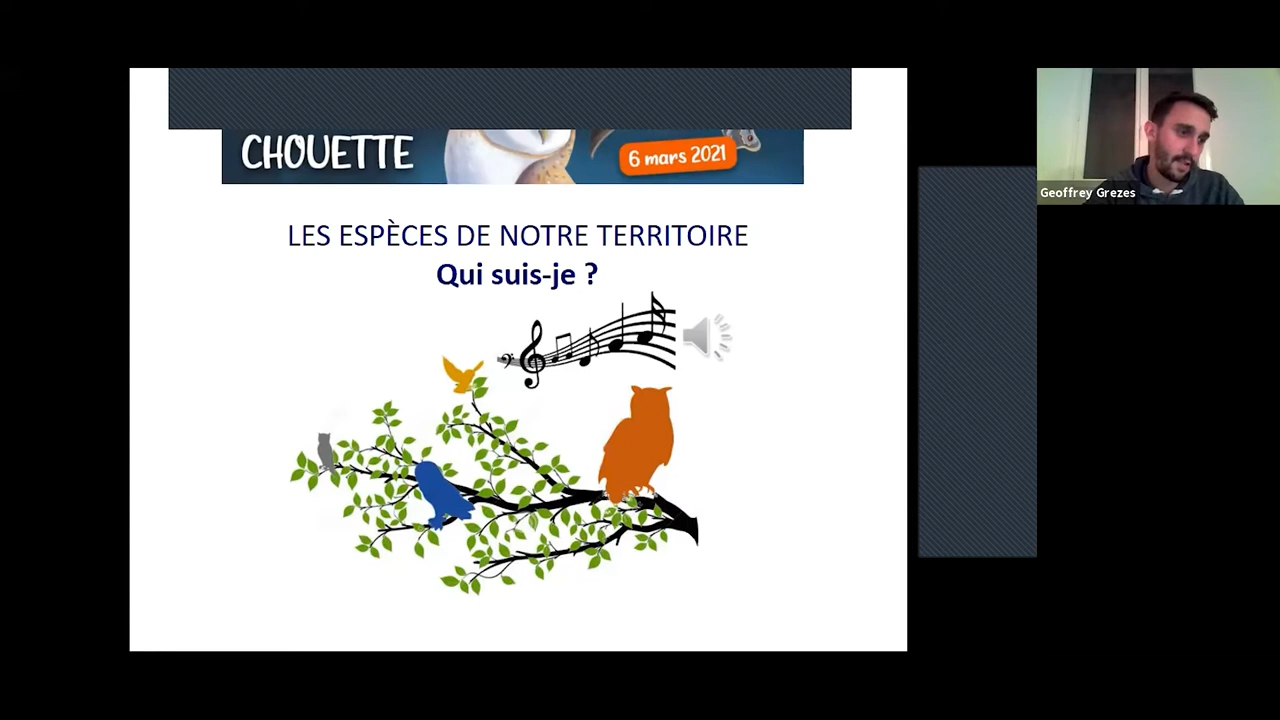 CHOUETTE
6 mars 2021
LES ESPÈCES DE NOTRE TERRITOIRE
Qui suis-je ?
Geoffrey Grezes